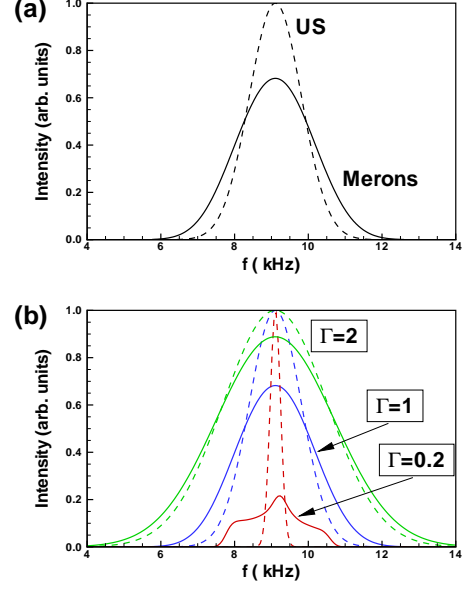 (a)
1.0
US
0.8
0.6
0.4
0.2
0.0
Intensity (arb. units)
Merons
4 6 8 10 12 14
f ( kHz)
(b)
1.0
Γ=2
0.8
0.6
0.4
0.2
0.0
Intensity (arb. units)
Γ=1
Γ=0.2
4 6 8 10 12 14
f ( kHz)